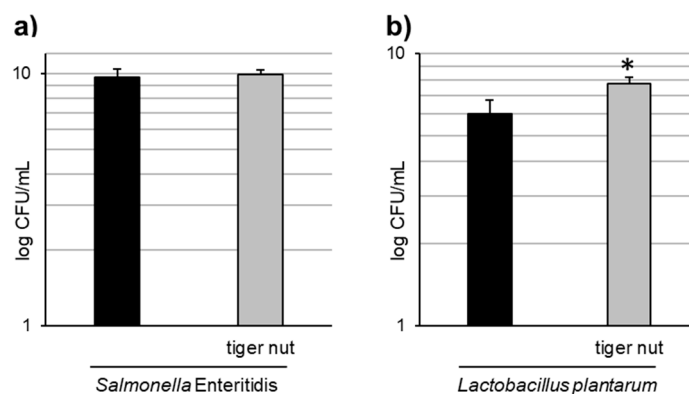 a)
10
log CFU/mL
1
tiger nut
Salmonella Enteritidis
b)
10
*
log CFU/mL
1
tiger nut
Lactobacillus plantarum